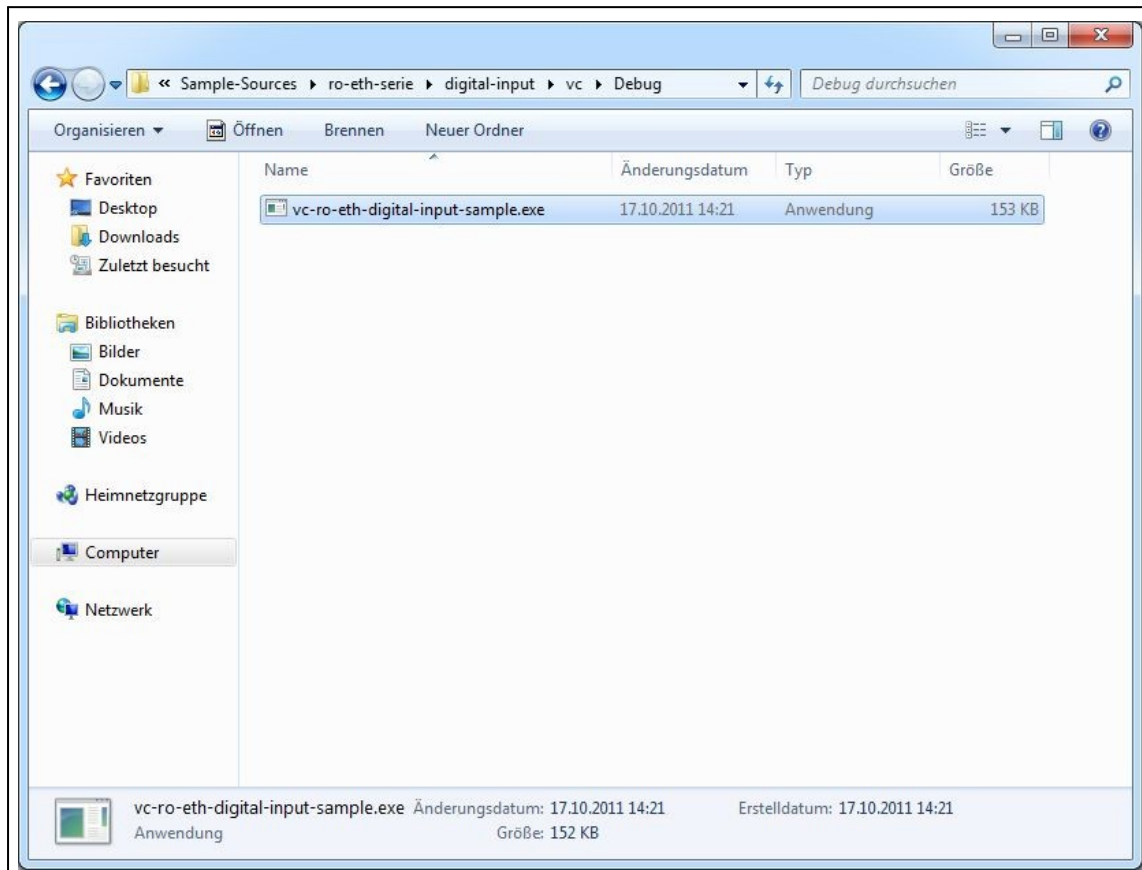 « Sample-Sources ▸ ro-eth-serie ▸ digital-input ▸ vc ▸ Debug Debug durchsuchen
Organisieren Öffnen Brennen Neuer Ordner
Name Änderungsdatum Typ Größe
vc-ro-eth-digital-input-sample.exe 17.10.2011 14:21 Anwendung 153 KB
Favoriten
Desktop
Downloads
Zuletzt besucht
Bibliotheken
Bilder
Dokumente
Musik
Videos
Heimnetzgruppe
Computer
Netzwerk
vc-ro-eth-digital-input-sample.exe Änderungsdatum: 17.10.2011 14:21 Erstelldatum: 17.10.2011 14:21
Anwendung Größe: 152 KB